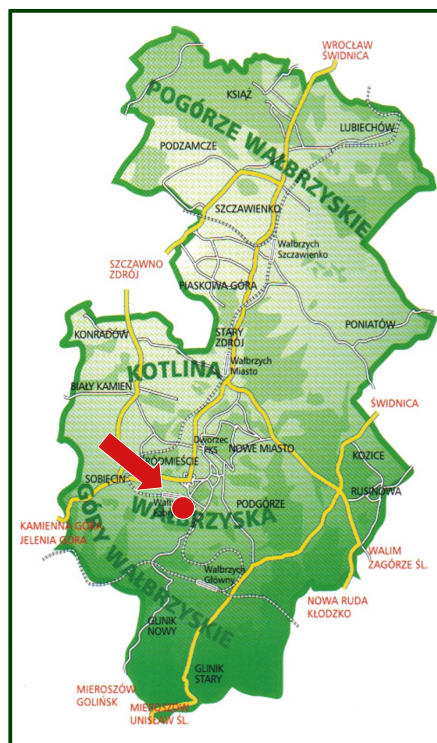 WROCŁAW
ŚWIDNICA
KSIĄŻ
LUBIECHÓW
POGÓRZE WAŁBRZYSKIE
PODZAMCZE
SZCZAWIENKO
Wałbrzych
Szczawienko
SZCZAWNO
ZDRÓJ
PIASKOWA GÓRA
STARY
ZDRÓJ
PONIATÓW
KONRADÓW
Wałbrzych
Miasto
KOTLINA
BIAŁY KAMIEŃ
ŚWIDNICA
Dworzec
PKS
NOWE MIASTO
KOZICE
RÓDMIEŚCIE
SOBIĘCIN
RUSINOWA
PODGÓRZE
WAŁBRZYSKA
KAMIENNA GÓRA
JELENIA GÓRA
GÓRY WAŁBRZYSKIE
WALIM
ZAGÓRZE ŚL.
Wałbrzych
Główny
NOWA RUDA
KŁODZKO
GLINIK
NOWY
GLINIK
STARY
MIEROSZÓW
GOLIŃSK
MIEROSZÓW
UNISŁAW ŚL.